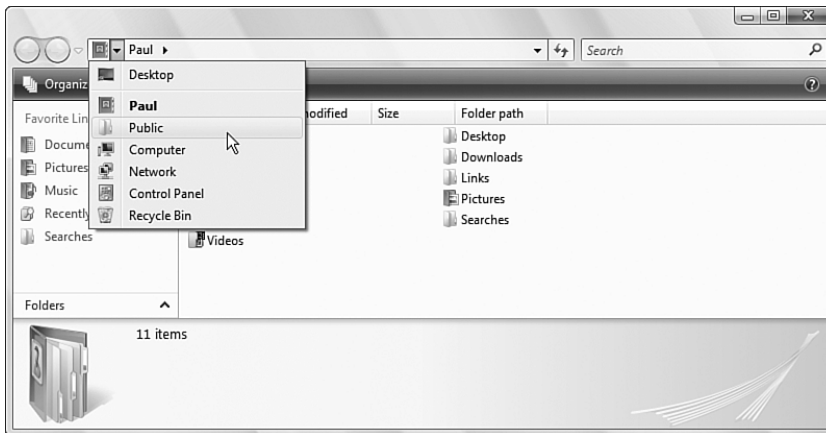 Paul
Search
Desktop
Paul
Public
Computer
Network
Control Panel
Recycle Bin
Organiz
Favorite Lin
Docume
Pictures
Music
Recently
Searches
odified
Size
Folder path
Desktop
Downloads
Links
Pictures
Searches
Videos
Folders
11 items